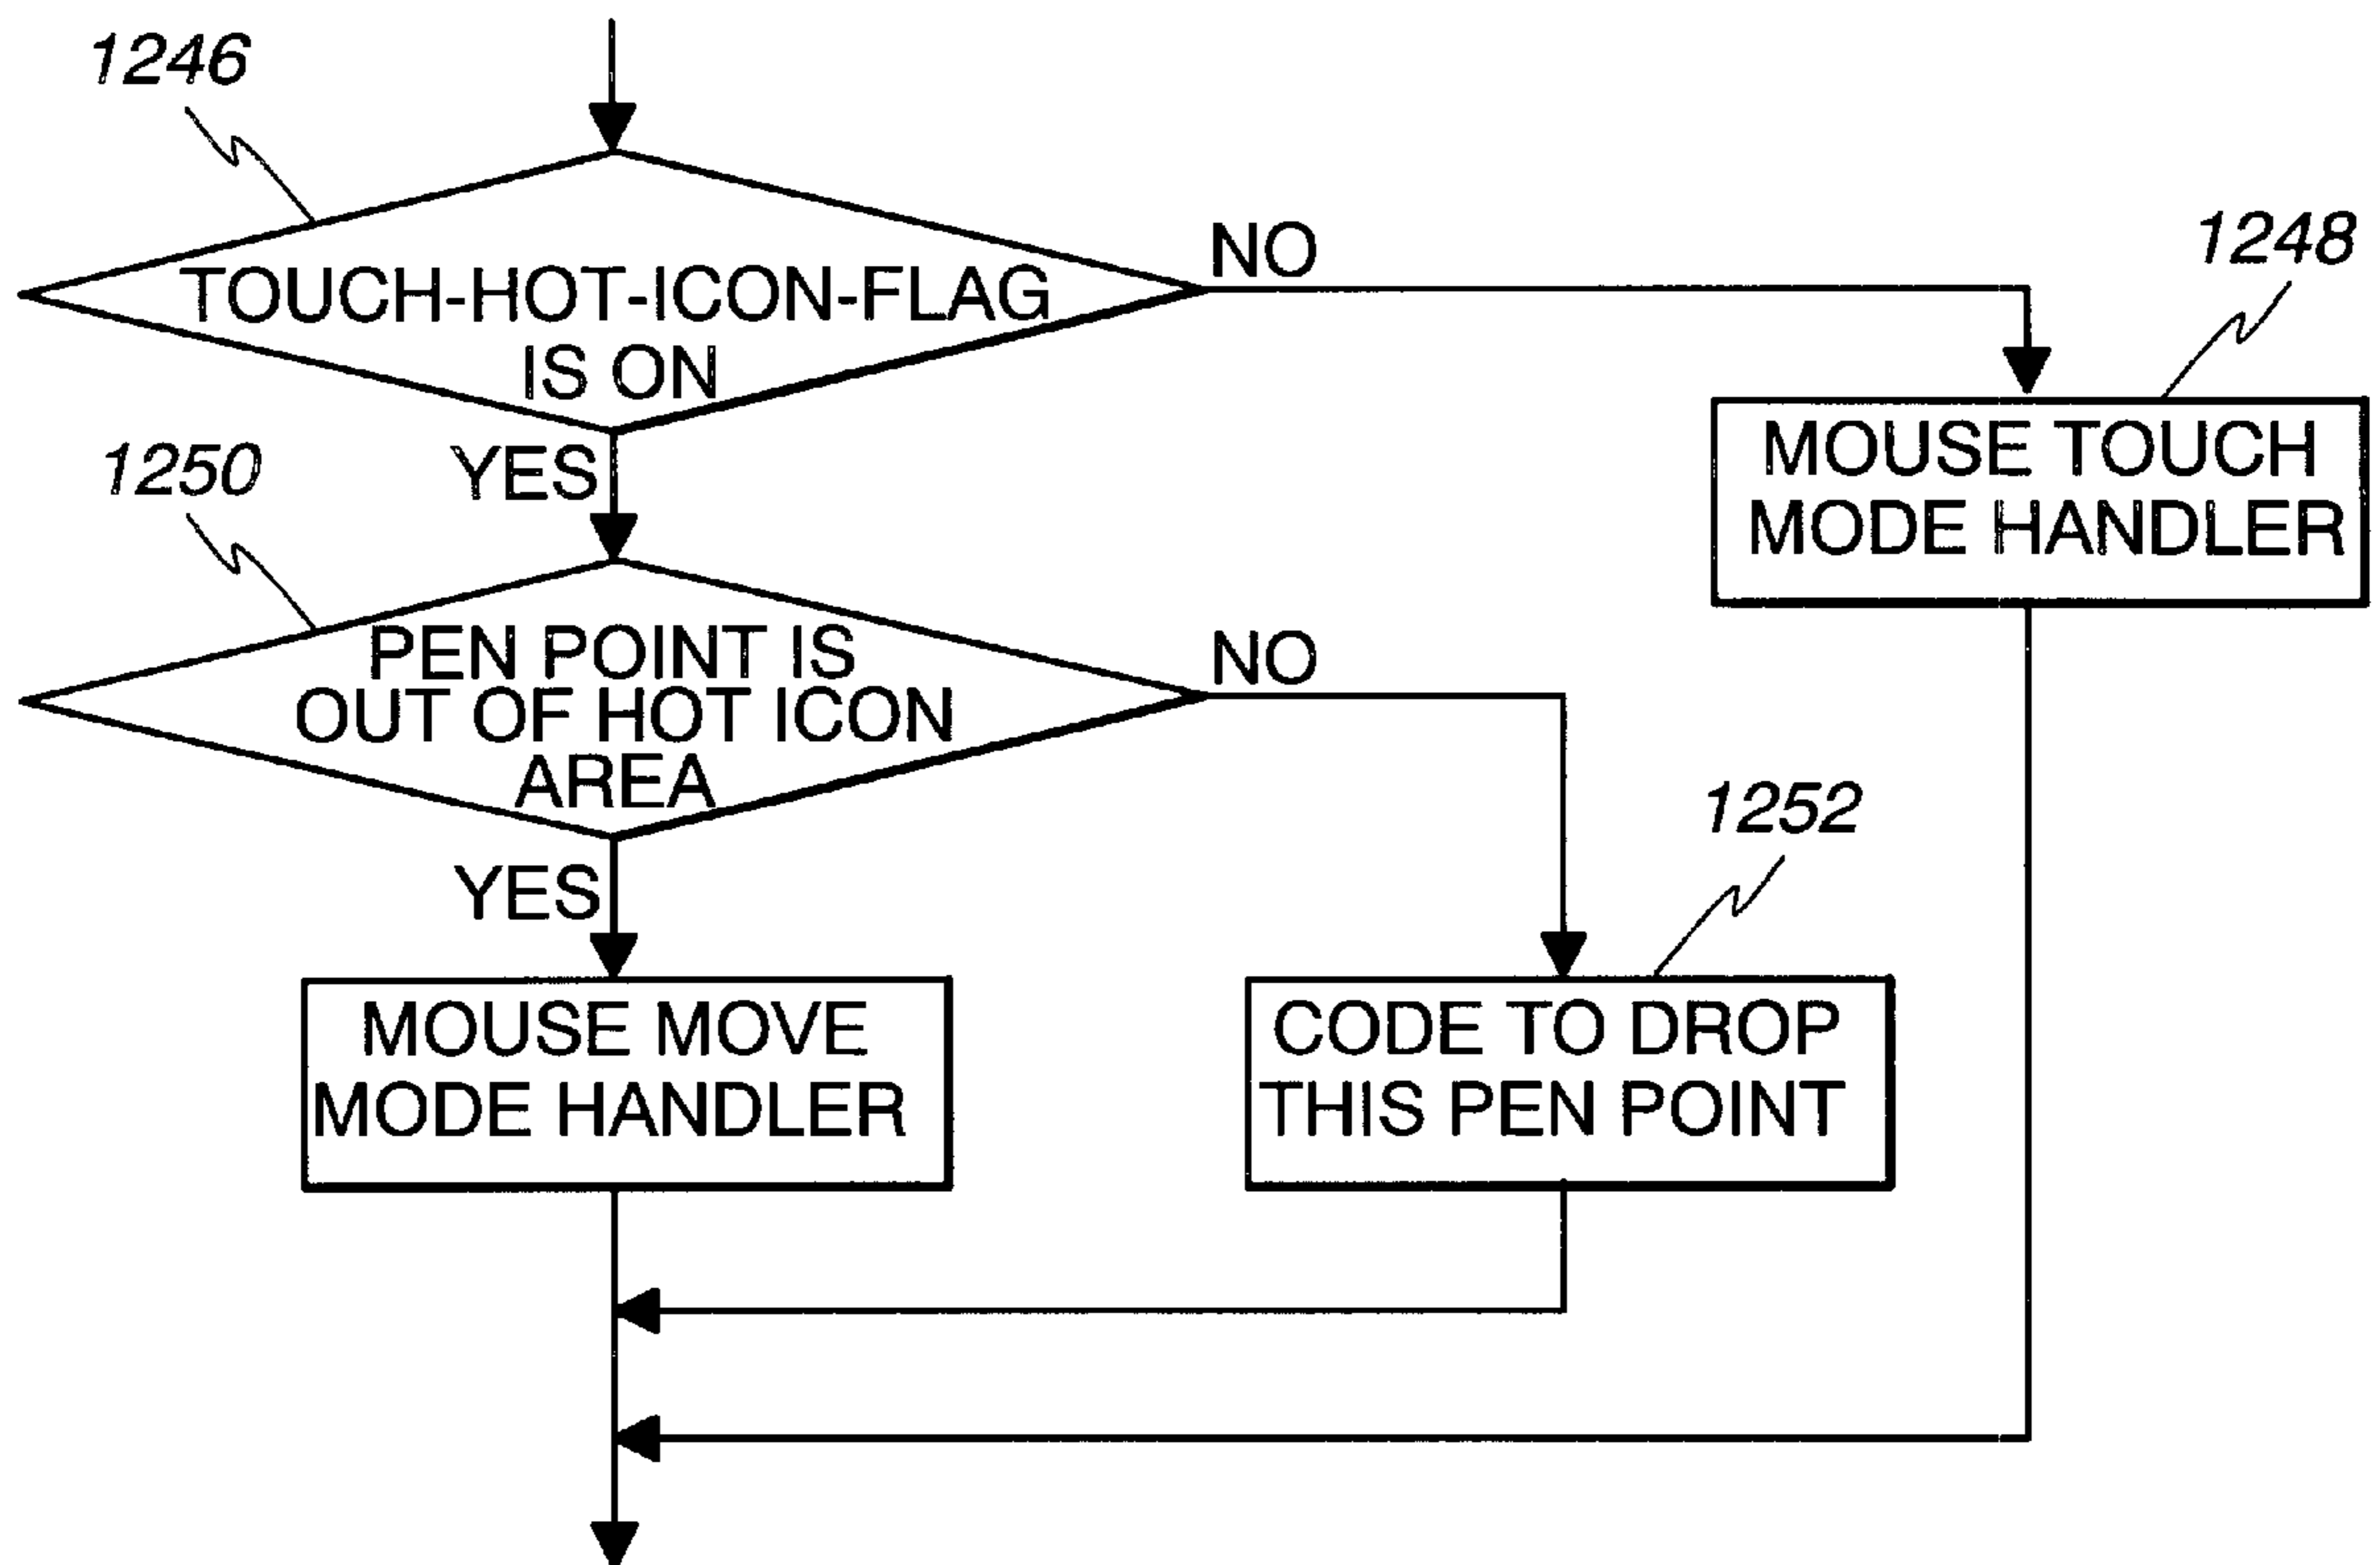 1246
TOUCH-HOT-ICON-FLAG
IS ON
NO
1248
MOUSE TOUCH
MODE HANDLER
YES
1250
PEN POINT IS
OUT OF HOT ICON
AREA
NO
1252
YES
MOUSE MOVE
MODE HANDLER
CODE TO DROP
THIS PEN POINT